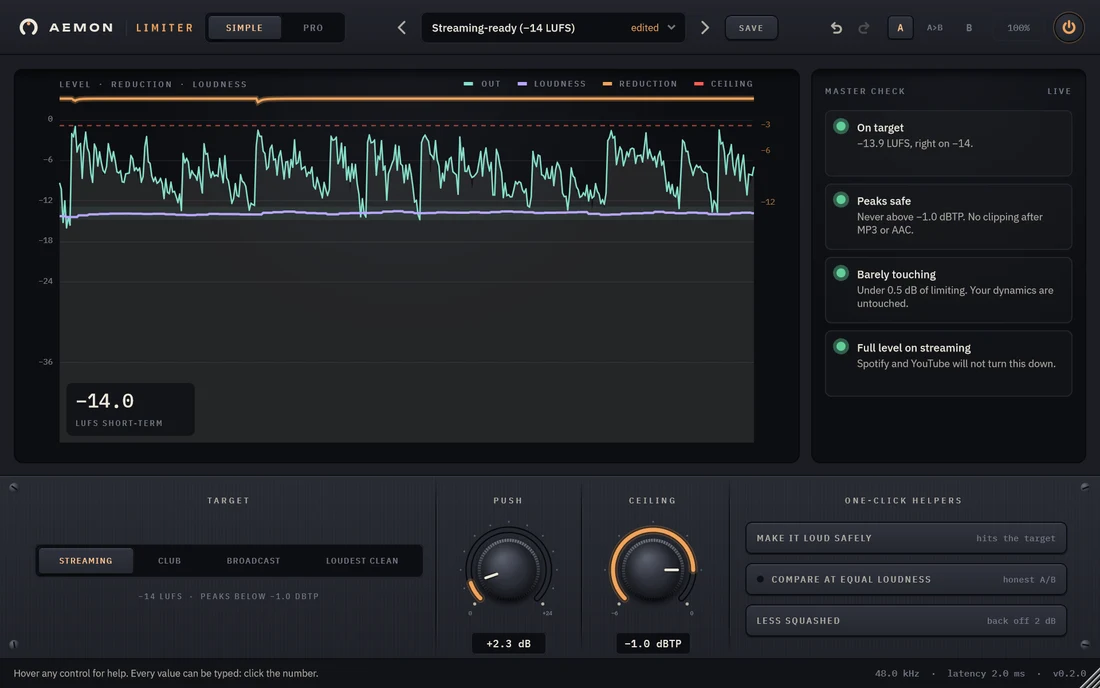 AEMON LIMITER SIMPLE PRO Streaming-ready (−14 LUFS) edited SAVE A A>B B 100%
LEVEL · REDUCTION · LOUDNESS OUT LOUDNESS REDUCTION CEILING
0
−6
−12
−18
−24
−36
−3
−6
−12
−14.0
LUFS SHORT-TERM
MASTER CHECK LIVE
On target
−13.9 LUFS, right on −14.
Peaks safe
Never above −1.0 dBTP. No clipping after
MP3 or AAC.
Barely touching
Under 0.5 dB of limiting. Your dynamics are
untouched.
Full level on streaming
Spotify and YouTube will not turn this down.
TARGET
STREAMING CLUB BROADCAST LOUDEST CLEAN
−14 LUFS · PEAKS BELOW −1.0 DBTP
PUSH
0 +24
+2.3 dB
CEILING
−6 0
−1.0 dBTP
ONE-CLICK HELPERS
MAKE IT LOUD SAFELY hits the target
COMPARE AT EQUAL LOUDNESS honest A/B
LESS SQUASHED back off 2 dB
Hover any control for help. Every value can be typed: click the number. 48.0 kHz · latency 2.0 ms · v0.2.0